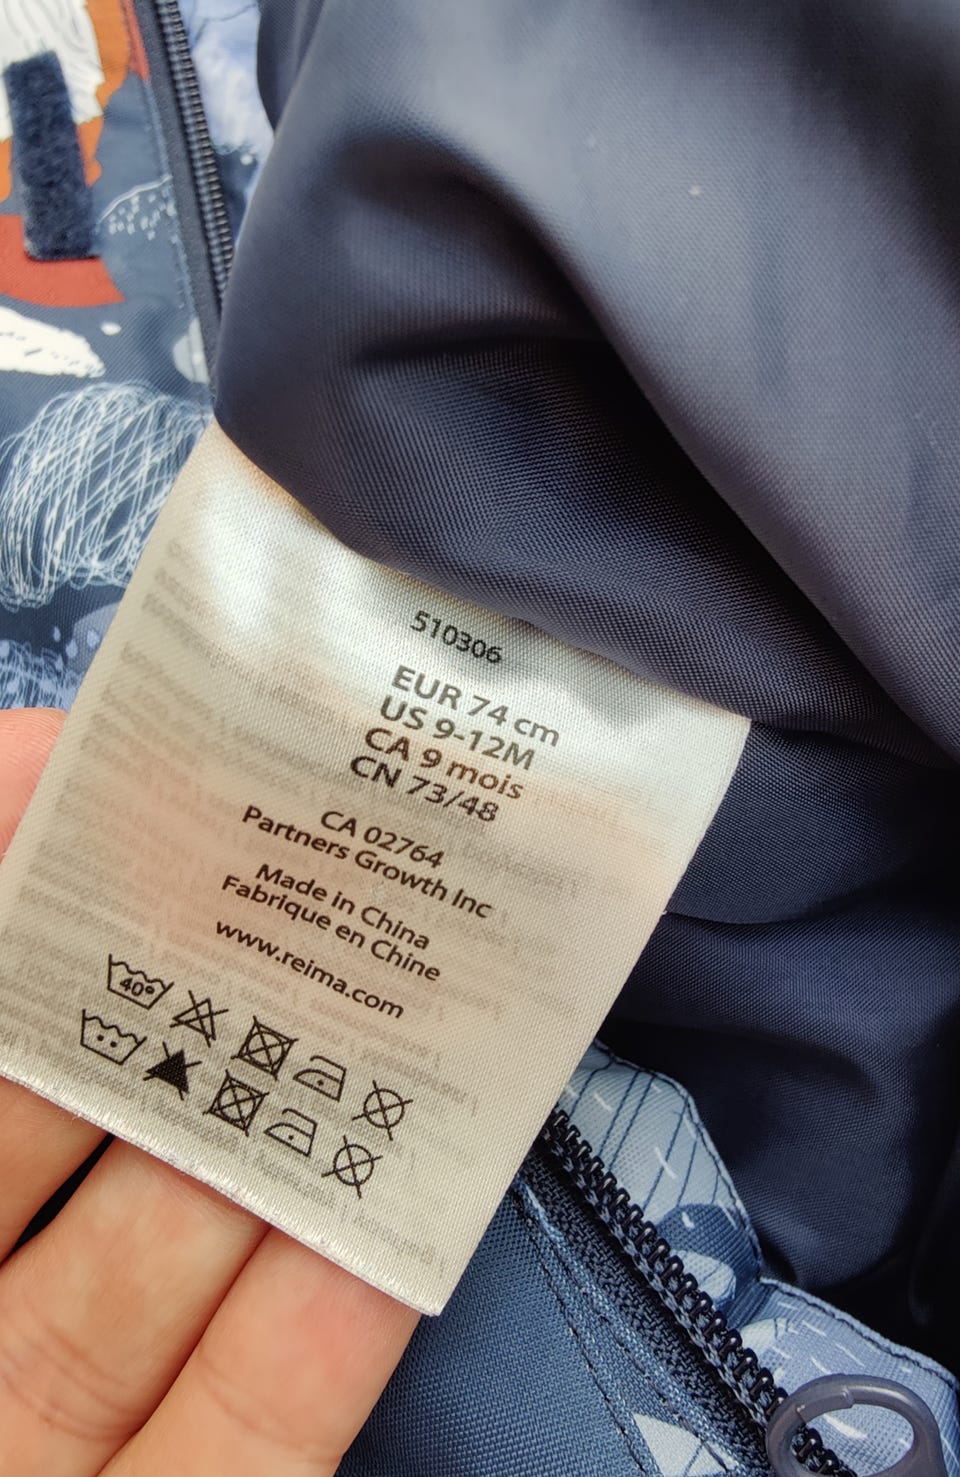 510306
EUR 74 cm
US 9-12M
CA 9 mois
CN 73/48
CA 02764
Partners Growth Inc
Made in China
Fabrique en Chine
www.reima.com
40°